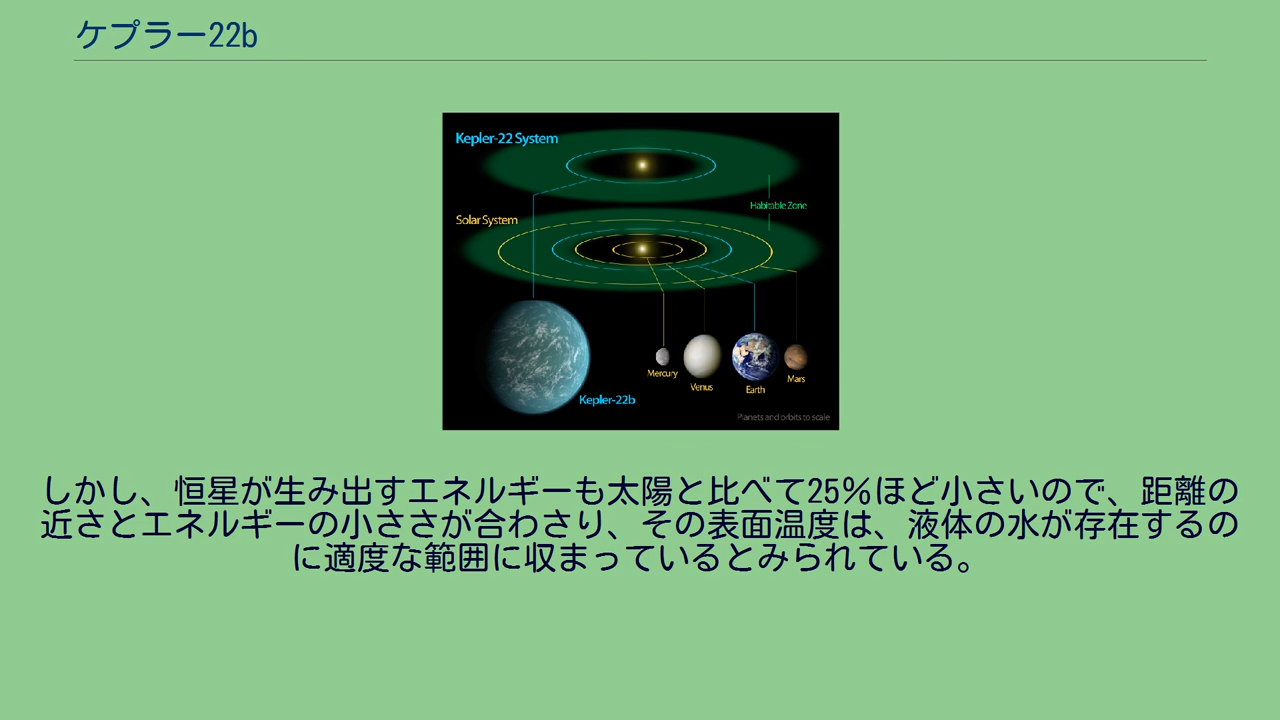 ケプラー22b
Kepler-22 System
Habitable Zone
Solar System
Mercury
Venus
Earth
Mars
Kepler-22b
Planets and orbits to scale
しかし、恒星が生み出すエネルギーも太陽と比べて25%ほど小さいので、距離の
近さとエネルギーの小ささが合わさり、その表面温度は、液体の水が存在するの
に適度な範囲に収まっているとみられている。